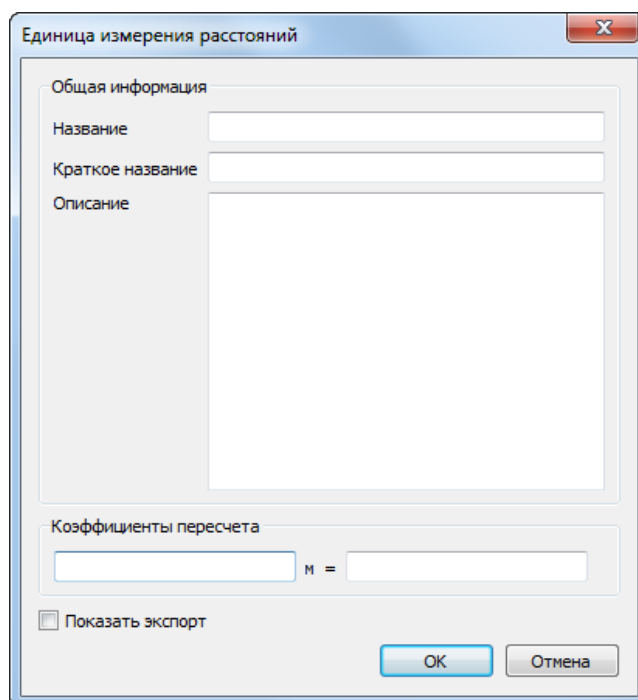 Единица измерения расстояний
Общая информация
Название
Краткое название
Описание
Коэффициенты пересчета
м =
Показать экспорт
OK Отмена